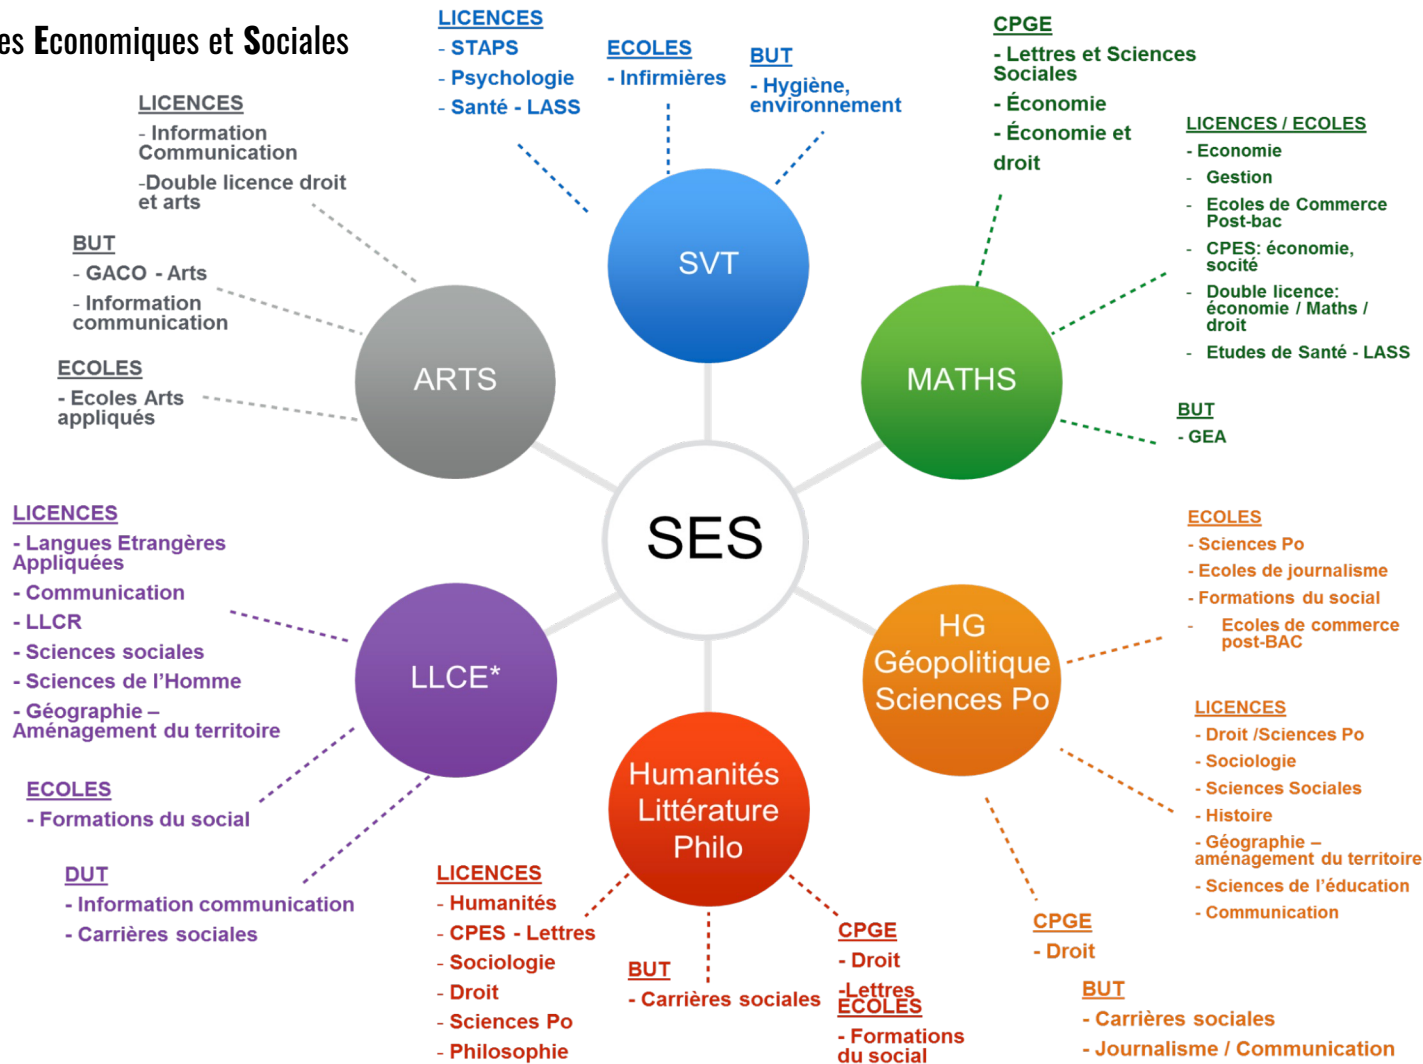 es Economiques et Sociales
LICENCES
- STAPS
- Psychologie
- Santé - LASS
ECOLES
- Infirmières
BUT
- Hygiène,
environnement
CPGE
- Lettres et Sciences
Sociales
- Économie
- Économie et
droit
LICENCES / ECOLES
- Economie
- Gestion
- Ecoles de Commerce
Post-bac
- CPES: économie,
socité
- Double licence:
économie / Maths /
droit
- Etudes de Santé - LASS
BUT
- GEA
LICENCES
- Information
Communication
-Double licence droit
et arts
BUT
- GACO - Arts
- Information
communication
ECOLES
- Ecoles Arts
appliqués
SVT
ARTS
MATHS
SES
LLCE*
HG
Géopolitique
Sciences Po
Humanités
Littérature
Philo
LICENCES
- Langues Etrangères
Appliquées
- Communication
- LLCR
- Sciences sociales
- Sciences de l'Homme
- Géographie –
Aménagement du territoire
ECOLES
- Formations du social
DUT
- Information communication
- Carrières sociales
LICENCES
- Humanités
- CPES - Lettres
- Sociologie
- Droit
- Sciences Po
- Philosophie
BUT
- Carrières sociales
CPGE
- Droit
-Lettres
ECOLES
- Formations
du social
ECOLES
- Sciences Po
- Ecoles de journalisme
- Formations du social
- Ecoles de commerce
post-BAC
LICENCES
- Droit /Sciences Po
- Sociologie
- Sciences Sociales
- Histoire
- Géographie –
aménagement du territoire
- Sciences de l'éducation
- Communication
CPGE
- Droit
BUT
- Carrières sociales
- Journalisme / Communication